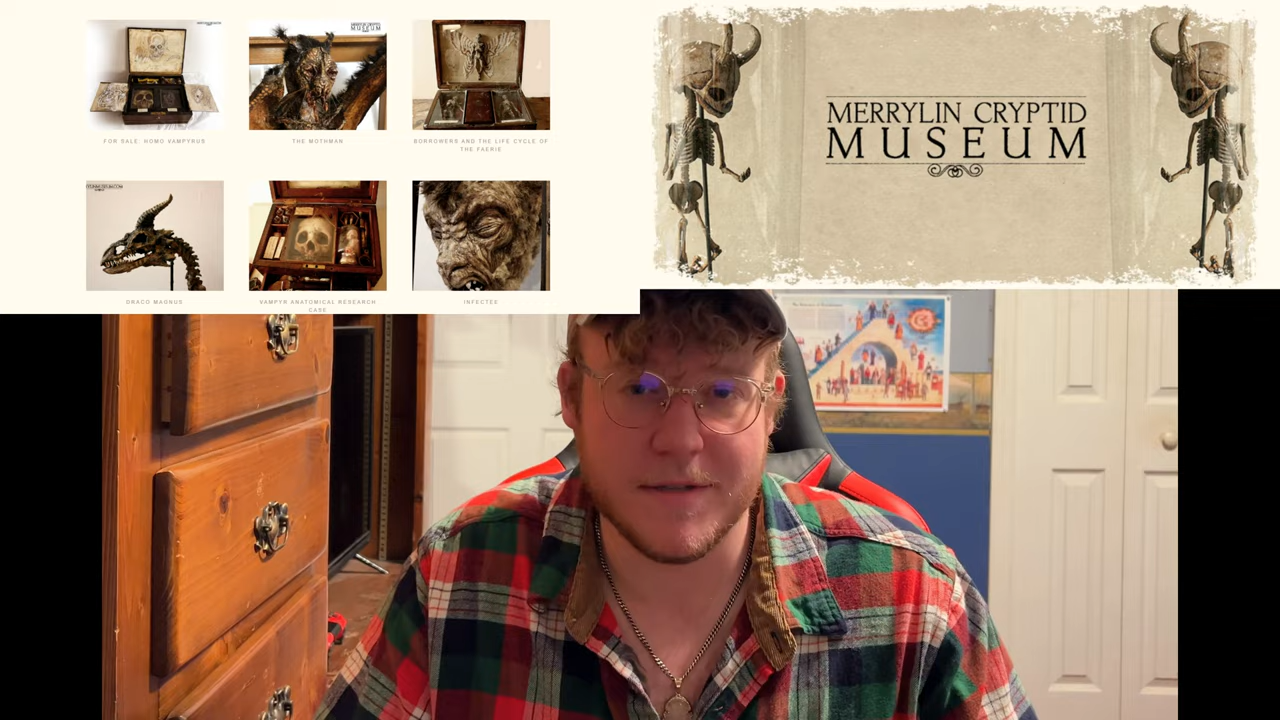 FOR SALE: HOMO VAMPYRUS
THE MOTHMAN
BORROWERS AND THE LIFE CYCLE OF
THE FAERIE
DRACO MAGNUS
VAMPYR ANATOMICAL RESEARCH
CASE
INFECTEE
MERRYLIN CRYPTID
MUSEUM